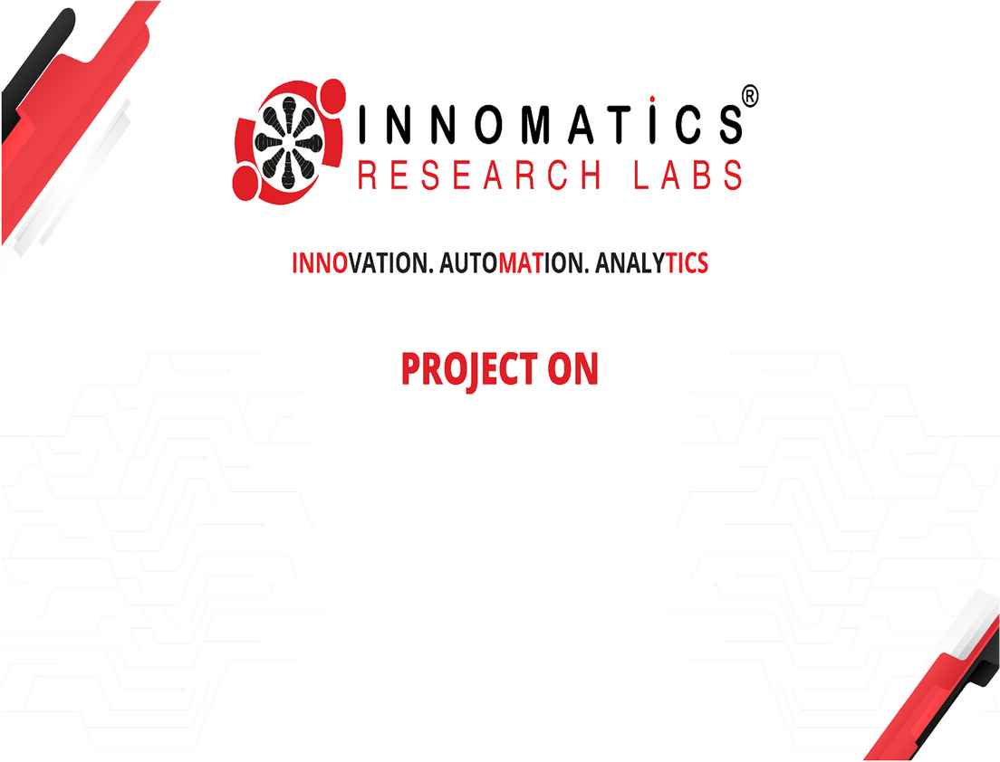 INNOMATiCS®
RESEARCH LABS
INNOVATION. AUTOMATION. ANALYTICS
PROJECT ON